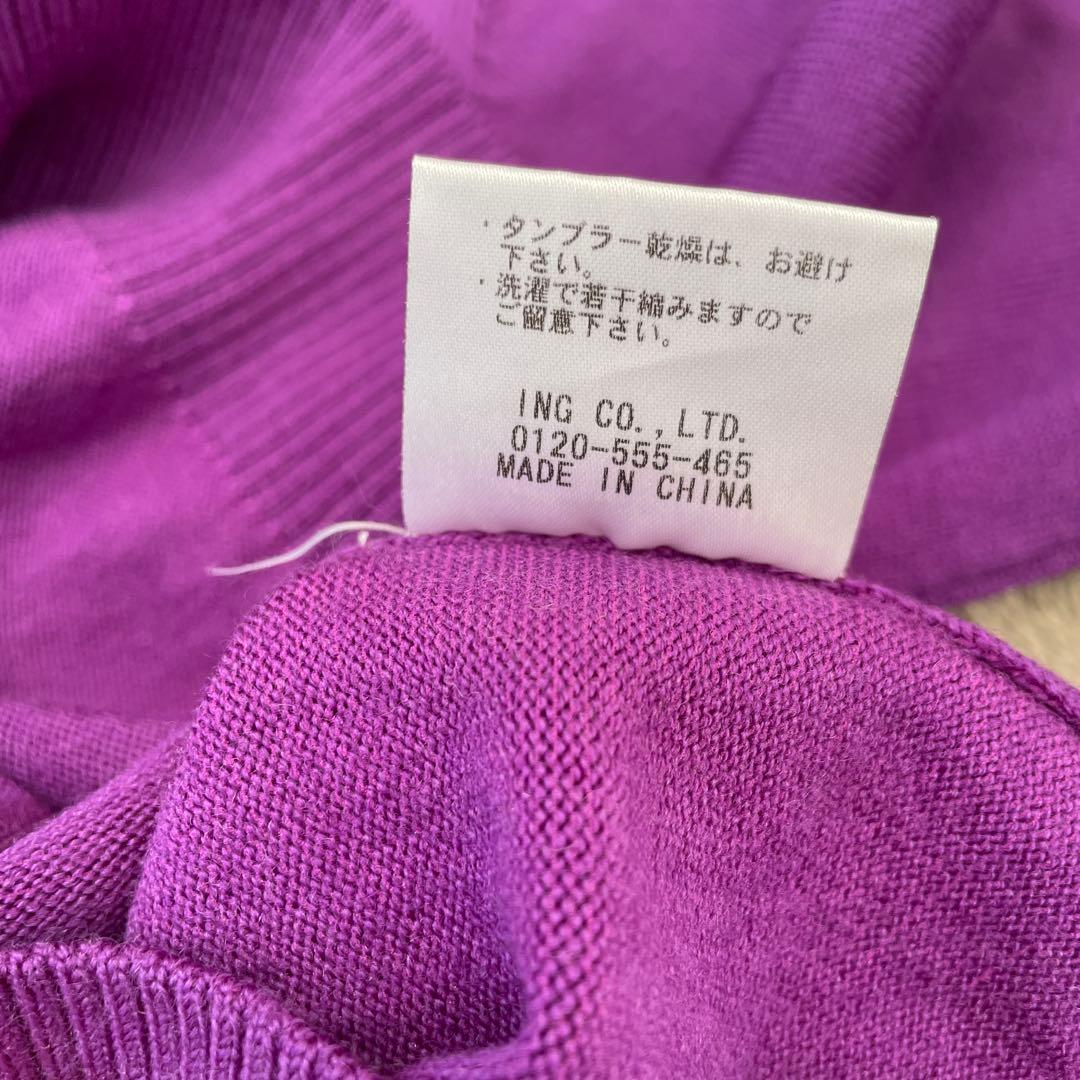 ・タンブラー乾燥は、お避け
下さい。
・洗濯で若干縮みますので
ご留意下さい。
ING CO.,LTD.
0120-555-465
MADE IN CHINA